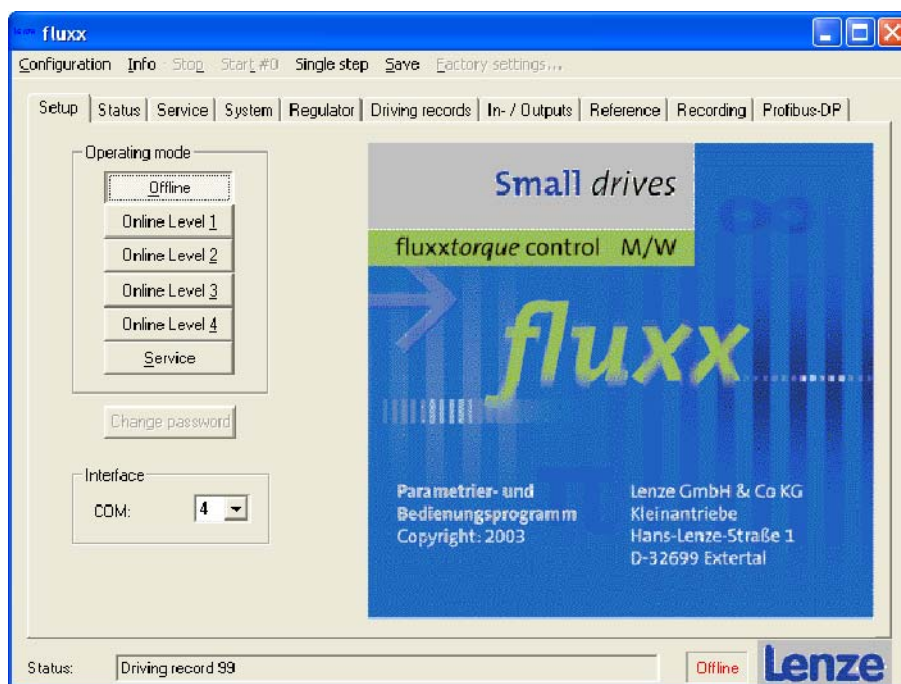 fluxx
Configuration Info Stop Start #0 Single step Save Factory settings...
Setup Status Service System Regulator Driving records In- / Outputs Reference Recording Profibus-DP
Operating mode
Offline
Online Level 1
Online Level 2
Online Level 3
Online Level 4
Service
Change password
Interface
COM: 4
Small drives
fluxxtorque control M/W
fluxx
Parametrier- und
Bedienungsprogramm
Copyright: 2003
Lenze GmbH & Co KG
Kleinantriebe
Hans-Lenze-Straße 1
D-32699 Extertal
Status: Driving record 99
Offline
Lenze